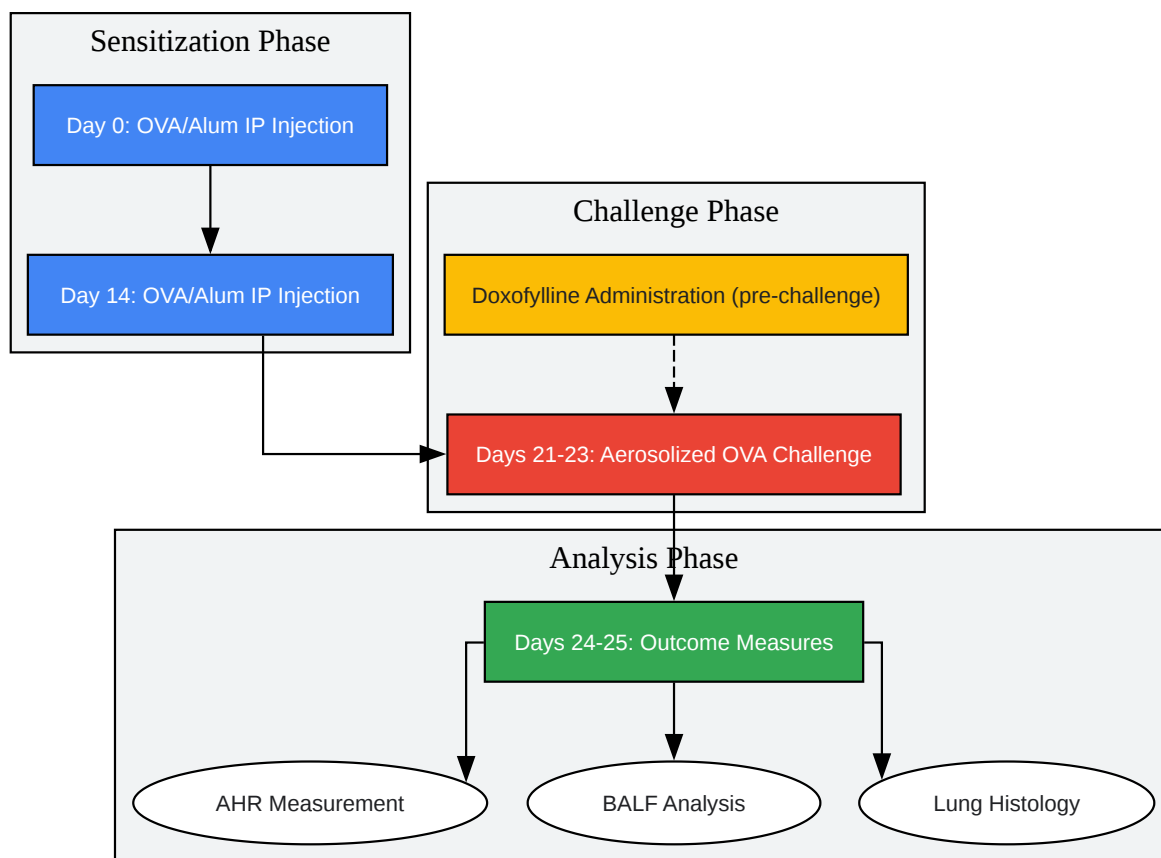 Sensitization Phase
Day 0: OVA/Alum IP Injection
Day 14: OVA/Alum IP Injection
Challenge Phase
Doxofylline Administration (pre-challenge)
Days 21-23: Aerosolized OVA Challenge
Analysis Phase
Days 24-25: Outcome Measures
AHR Measurement
BALF Analysis
Lung Histology